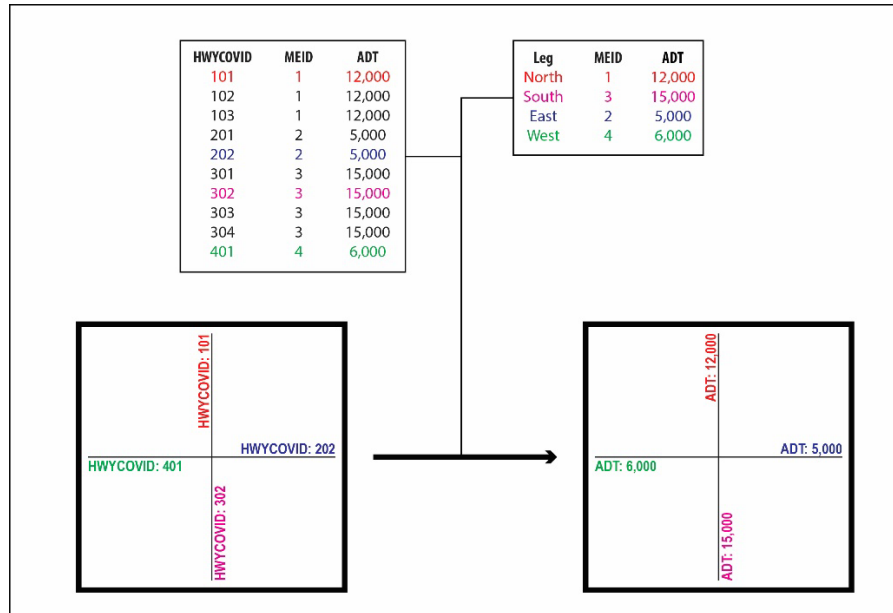 HWYCOVID MEID ADT
101 1 12,000
102 1 12,000
103 1 12,000
201 2 5,000
202 2 5,000
301 3 15,000
302 3 15,000
303 3 15,000
304 3 15,000
401 4 6,000
Leg MEID ADT
North 1 12,000
South 3 15,000
East 2 5,000
West 4 6,000
HWYCOVID: 101
HWYCOVID: 202
HWYCOVID: 401
HWYCOVID: 302
ADT: 12,000
ADT: 5,000
ADT: 6,000
ADT: 15,000